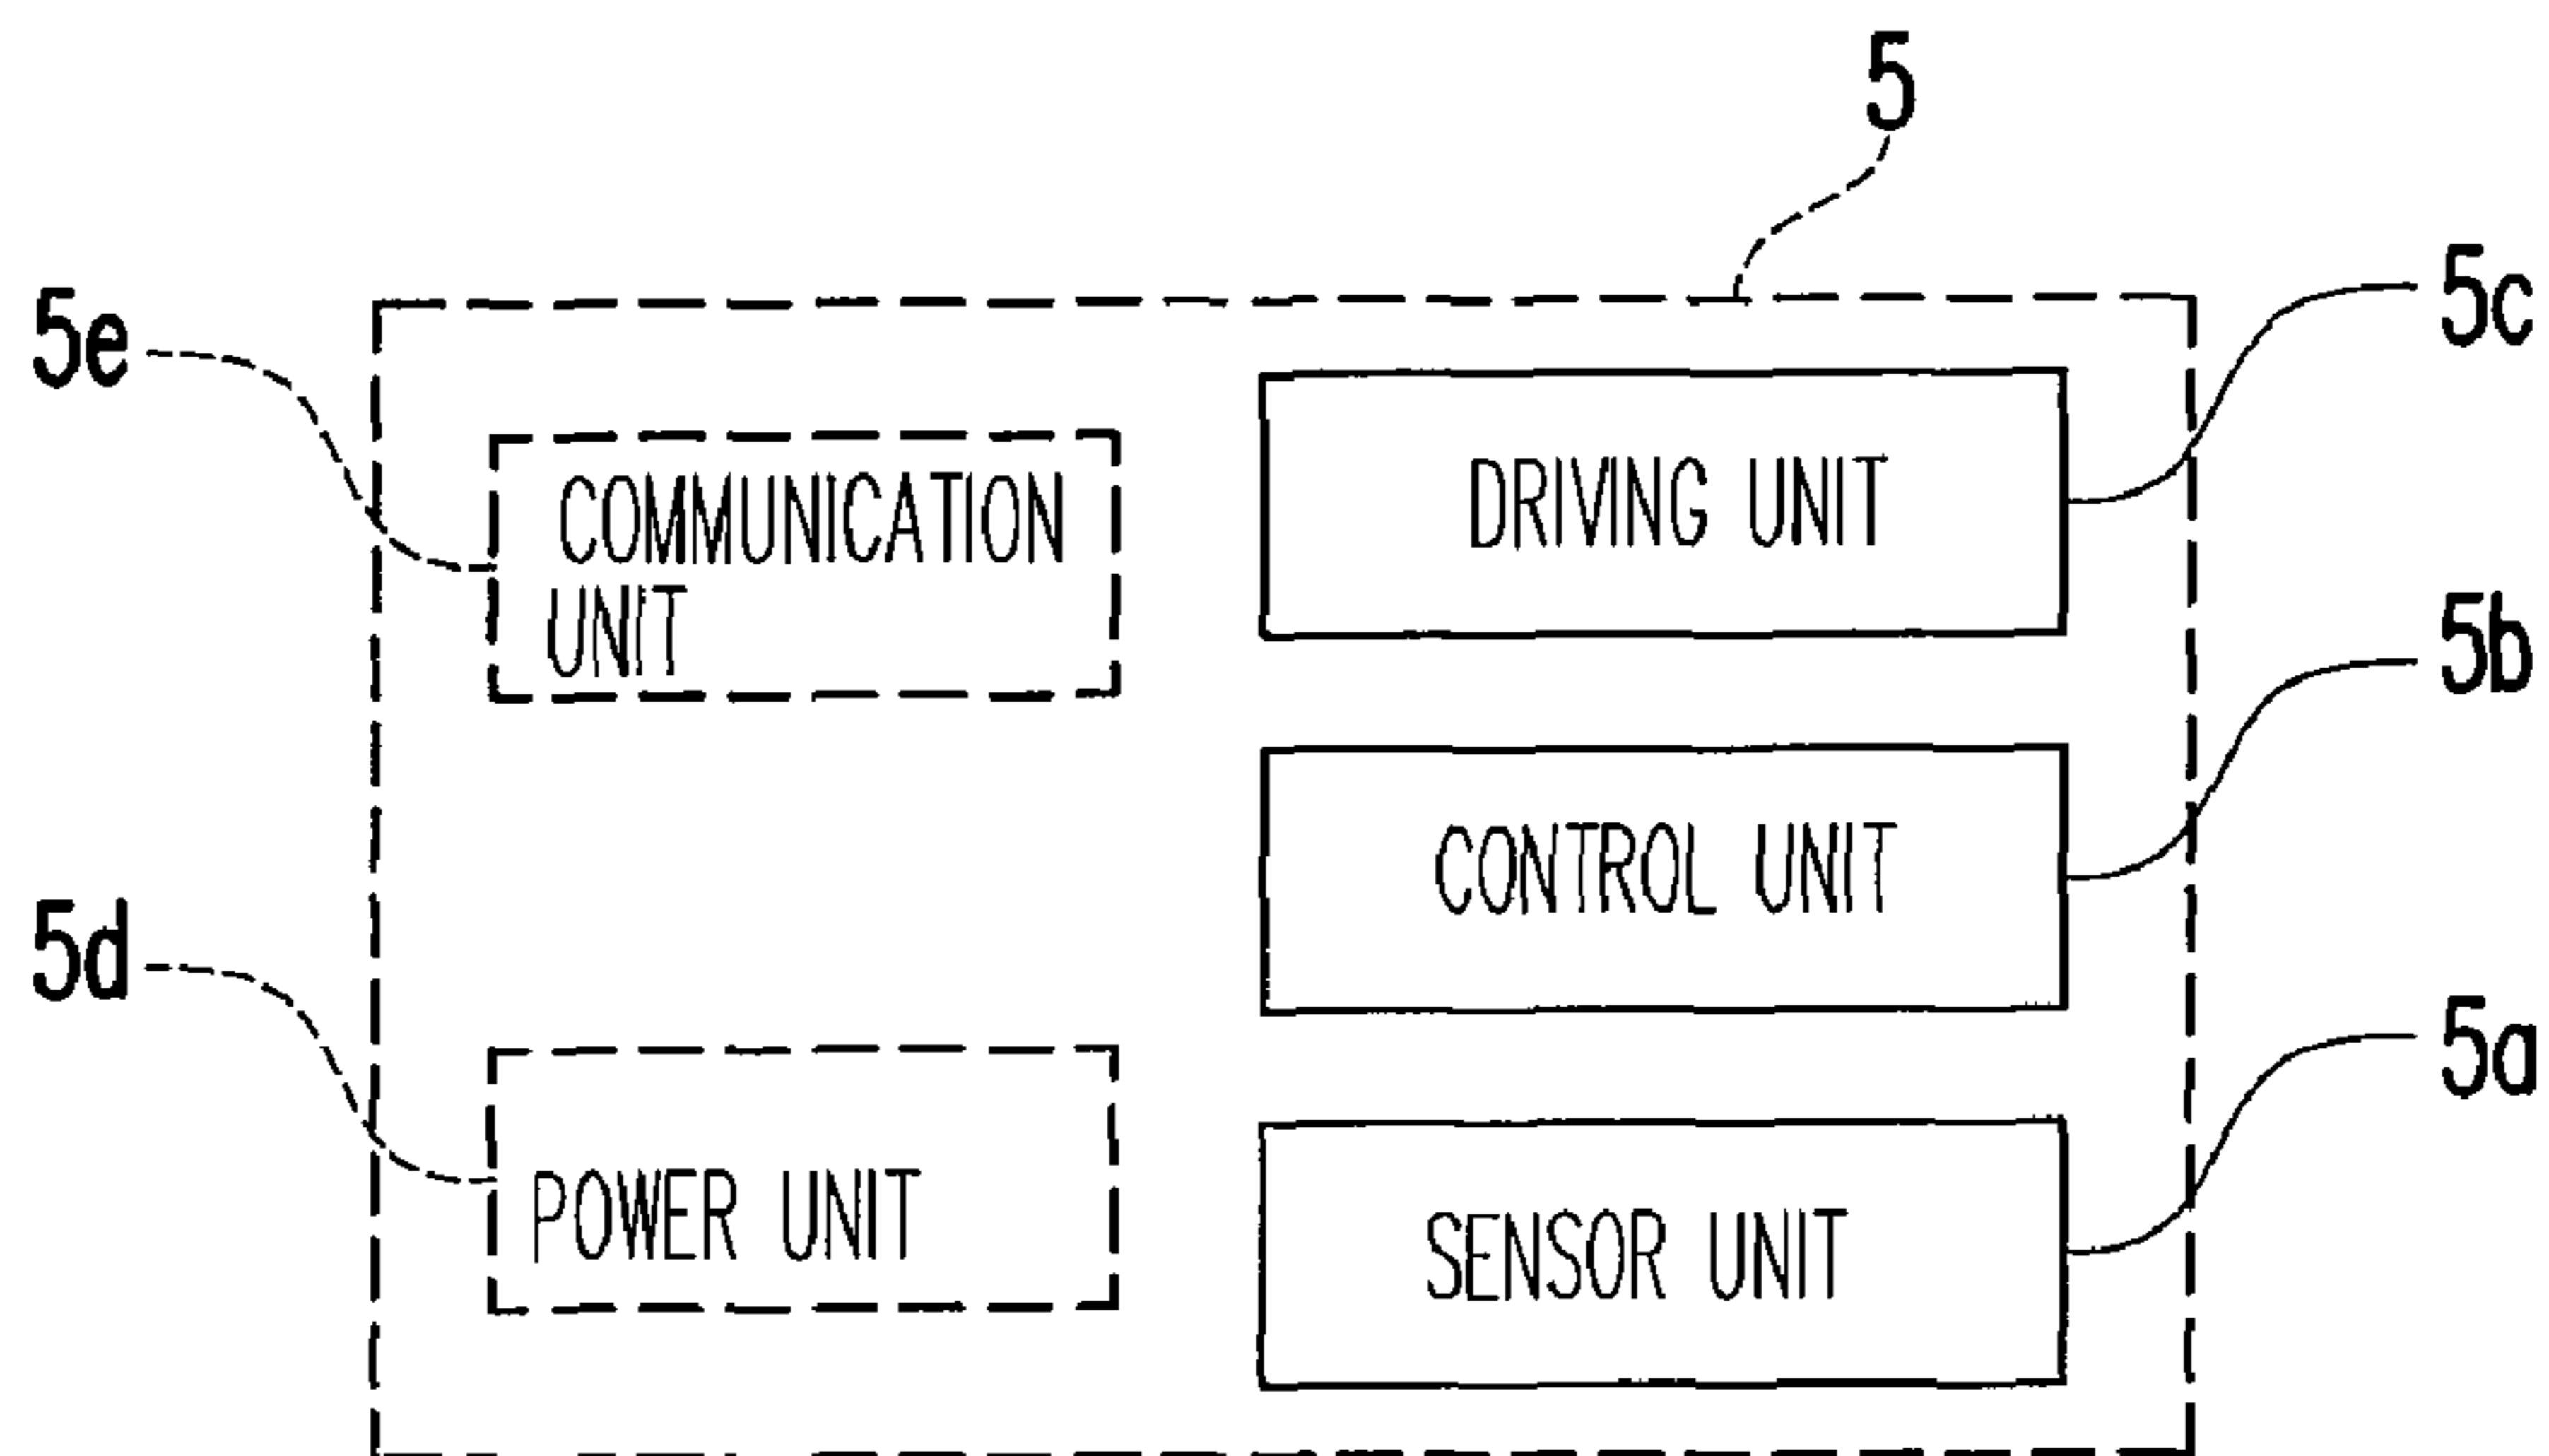 5
5e
5c
COMMUNICATION
UNIT
DRIVING UNIT
5b
CONTROL UNIT
5d
5a
POWER UNIT
SENSOR UNIT